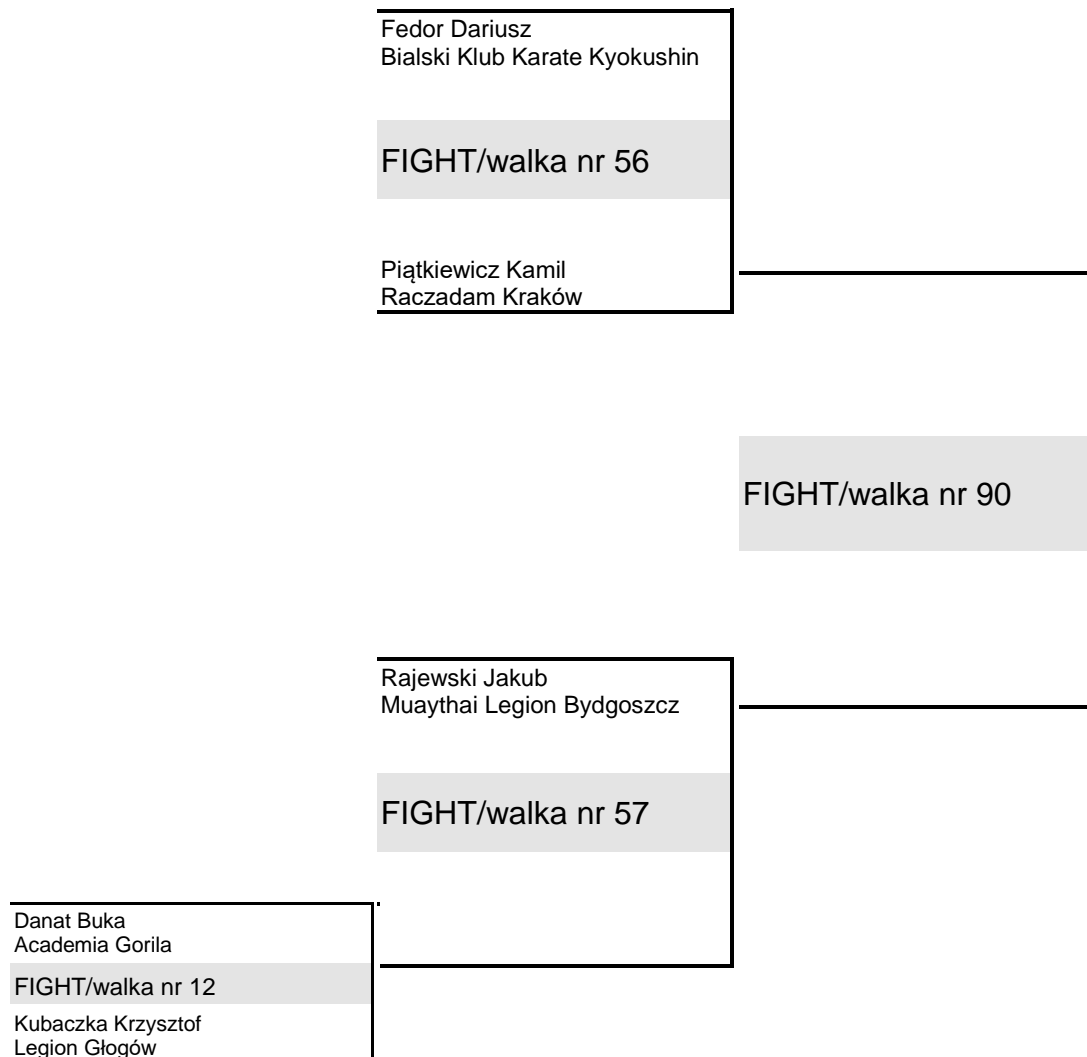 Fedor Dariusz
Bialski Klub Karate Kyokushin
FIGHT/walka nr 56
Piątkiewicz Kamil
Raczadam Kraków
FIGHT/walka nr 90
Rajewski Jakub
Muaythai Legion Bydgoszcz
FIGHT/walka nr 57
Danat Buka
Academia Gorila
FIGHT/walka nr 12
Kubaczka Krzysztof
Legion Głogów